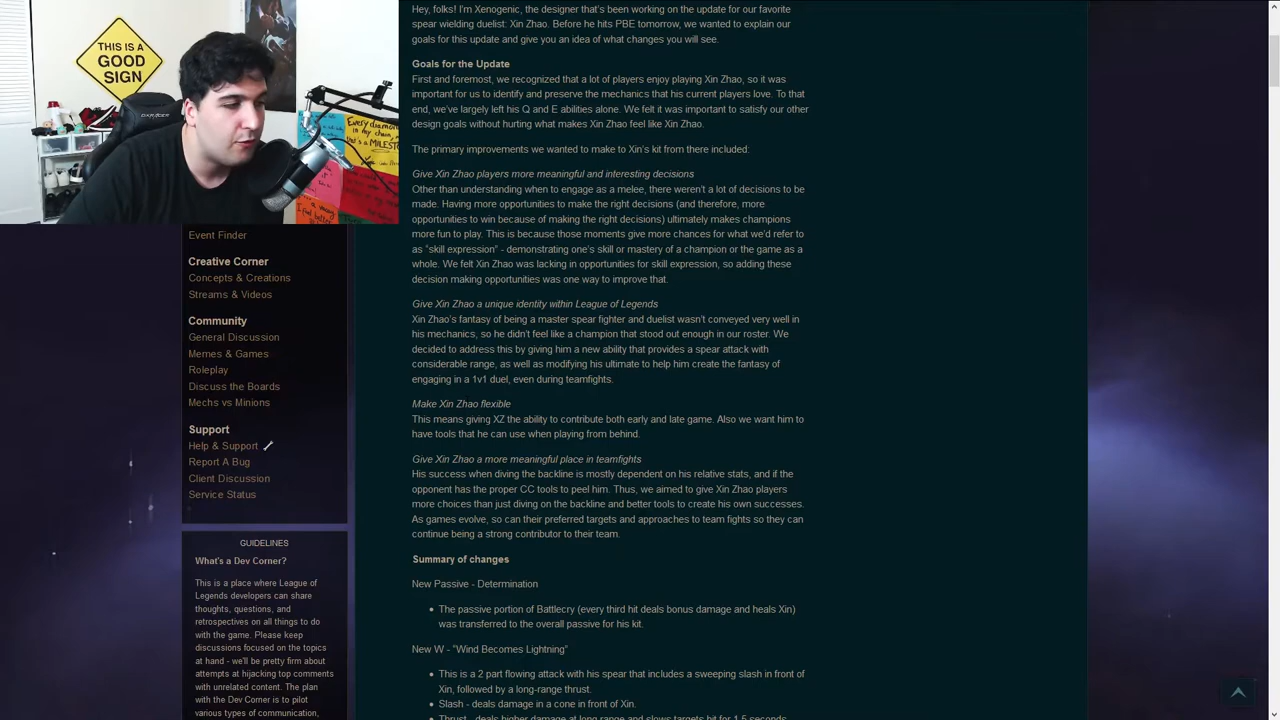 THIS IS A
GOOD
SIGN
Every diamond
in my chain,
that's a MILESTO
Hey, folks! I'm Xenogenic, the designer that's been working on the update for our favorite
spear wielding duelist: Xin Zhao. Before he hits PBE tomorrow, we wanted to explain our
goals for this update and give you an idea of what changes you will see.
Goals for the Update
First and foremost, we recognized that a lot of players enjoy playing Xin Zhao, so it was
important for us to identify and preserve the mechanics that his current players love. To that
end, we've largely left his Q and E abilities alone. We felt it was important to satisfy our other
design goals without hurting what makes Xin Zhao feel like Xin Zhao.
The primary improvements we wanted to make to Xin's kit from there included:
Give Xin Zhao players more meaningful and interesting decisions
Other than understanding when to engage as a melee, there weren't a lot of decisions to be
made. Having more opportunities to make the right decisions (and therefore, more
opportunities to win because of making the right decisions) ultimately makes champions
more fun to play. This is because those moments give more chances for what we'd refer to
as "skill expression" - demonstrating one's skill or mastery of a champion or the game as a
whole. We felt Xin Zhao was lacking in opportunities for skill expression, so adding these
decision making opportunities was one way to improve that.
Give Xin Zhao a unique identity within League of Legends
Xin Zhao's fantasy of being a master spear fighter and duelist wasn't conveyed very well in
his mechanics, so he didn't feel like a champion that stood out enough in our roster. We
decided to address this by giving him a new ability that provides a spear attack with
considerable range, as well as modifying his ultimate to help him create the fantasy of
engaging in a 1v1 duel, even during teamfights.
Make Xin Zhao flexible
This means giving XZ the ability to contribute both early and late game. Also we want him to
have tools that he can use when playing from behind.
Give Xin Zhao a more meaningful place in teamfights
His success when diving the backline is mostly dependent on his relative stats, and if the
opponent has the proper CC tools to peel him. Thus, we aimed to give Xin Zhao players
more choices than just diving on the backline and better tools to create his own successes.
As games evolve, so can their preferred targets and approaches to team fights so they can
continue being a strong contributor to their team.
Summary of changes
New Passive - Determination
The passive portion of Battlecry (every third hit deals bonus damage and heals Xin)
was transferred to the overall passive for his kit.
New W - "Wind Becomes Lightning"
This is a 2 part flowing attack with his spear that includes a sweeping slash in front of
Xin, followed by a long-range thrust.
Slash - deals damage in a cone in front of Xin.
Thrust - deals higher damage at long range and slows targets hit for 1.5 seconds
Event Finder
Creative Corner
Concepts & Creations
Streams & Videos
Community
General Discussion
Memes & Games
Roleplay
Discuss the Boards
Mechs vs Minions
Support
Help & Support
Report A Bug
Client Discussion
Service Status
GUIDELINES
What's a Dev Corner?
This is a place where League of
Legends developers can share
thoughts, questions, and
retrospectives on all things to do
with the game. Please keep
discussions focused on the topics
at hand - we'll be pretty firm about
attempts at hijacking top comments
with unrelated content. The plan
with the Dev Corner is to pilot
various types of communication,